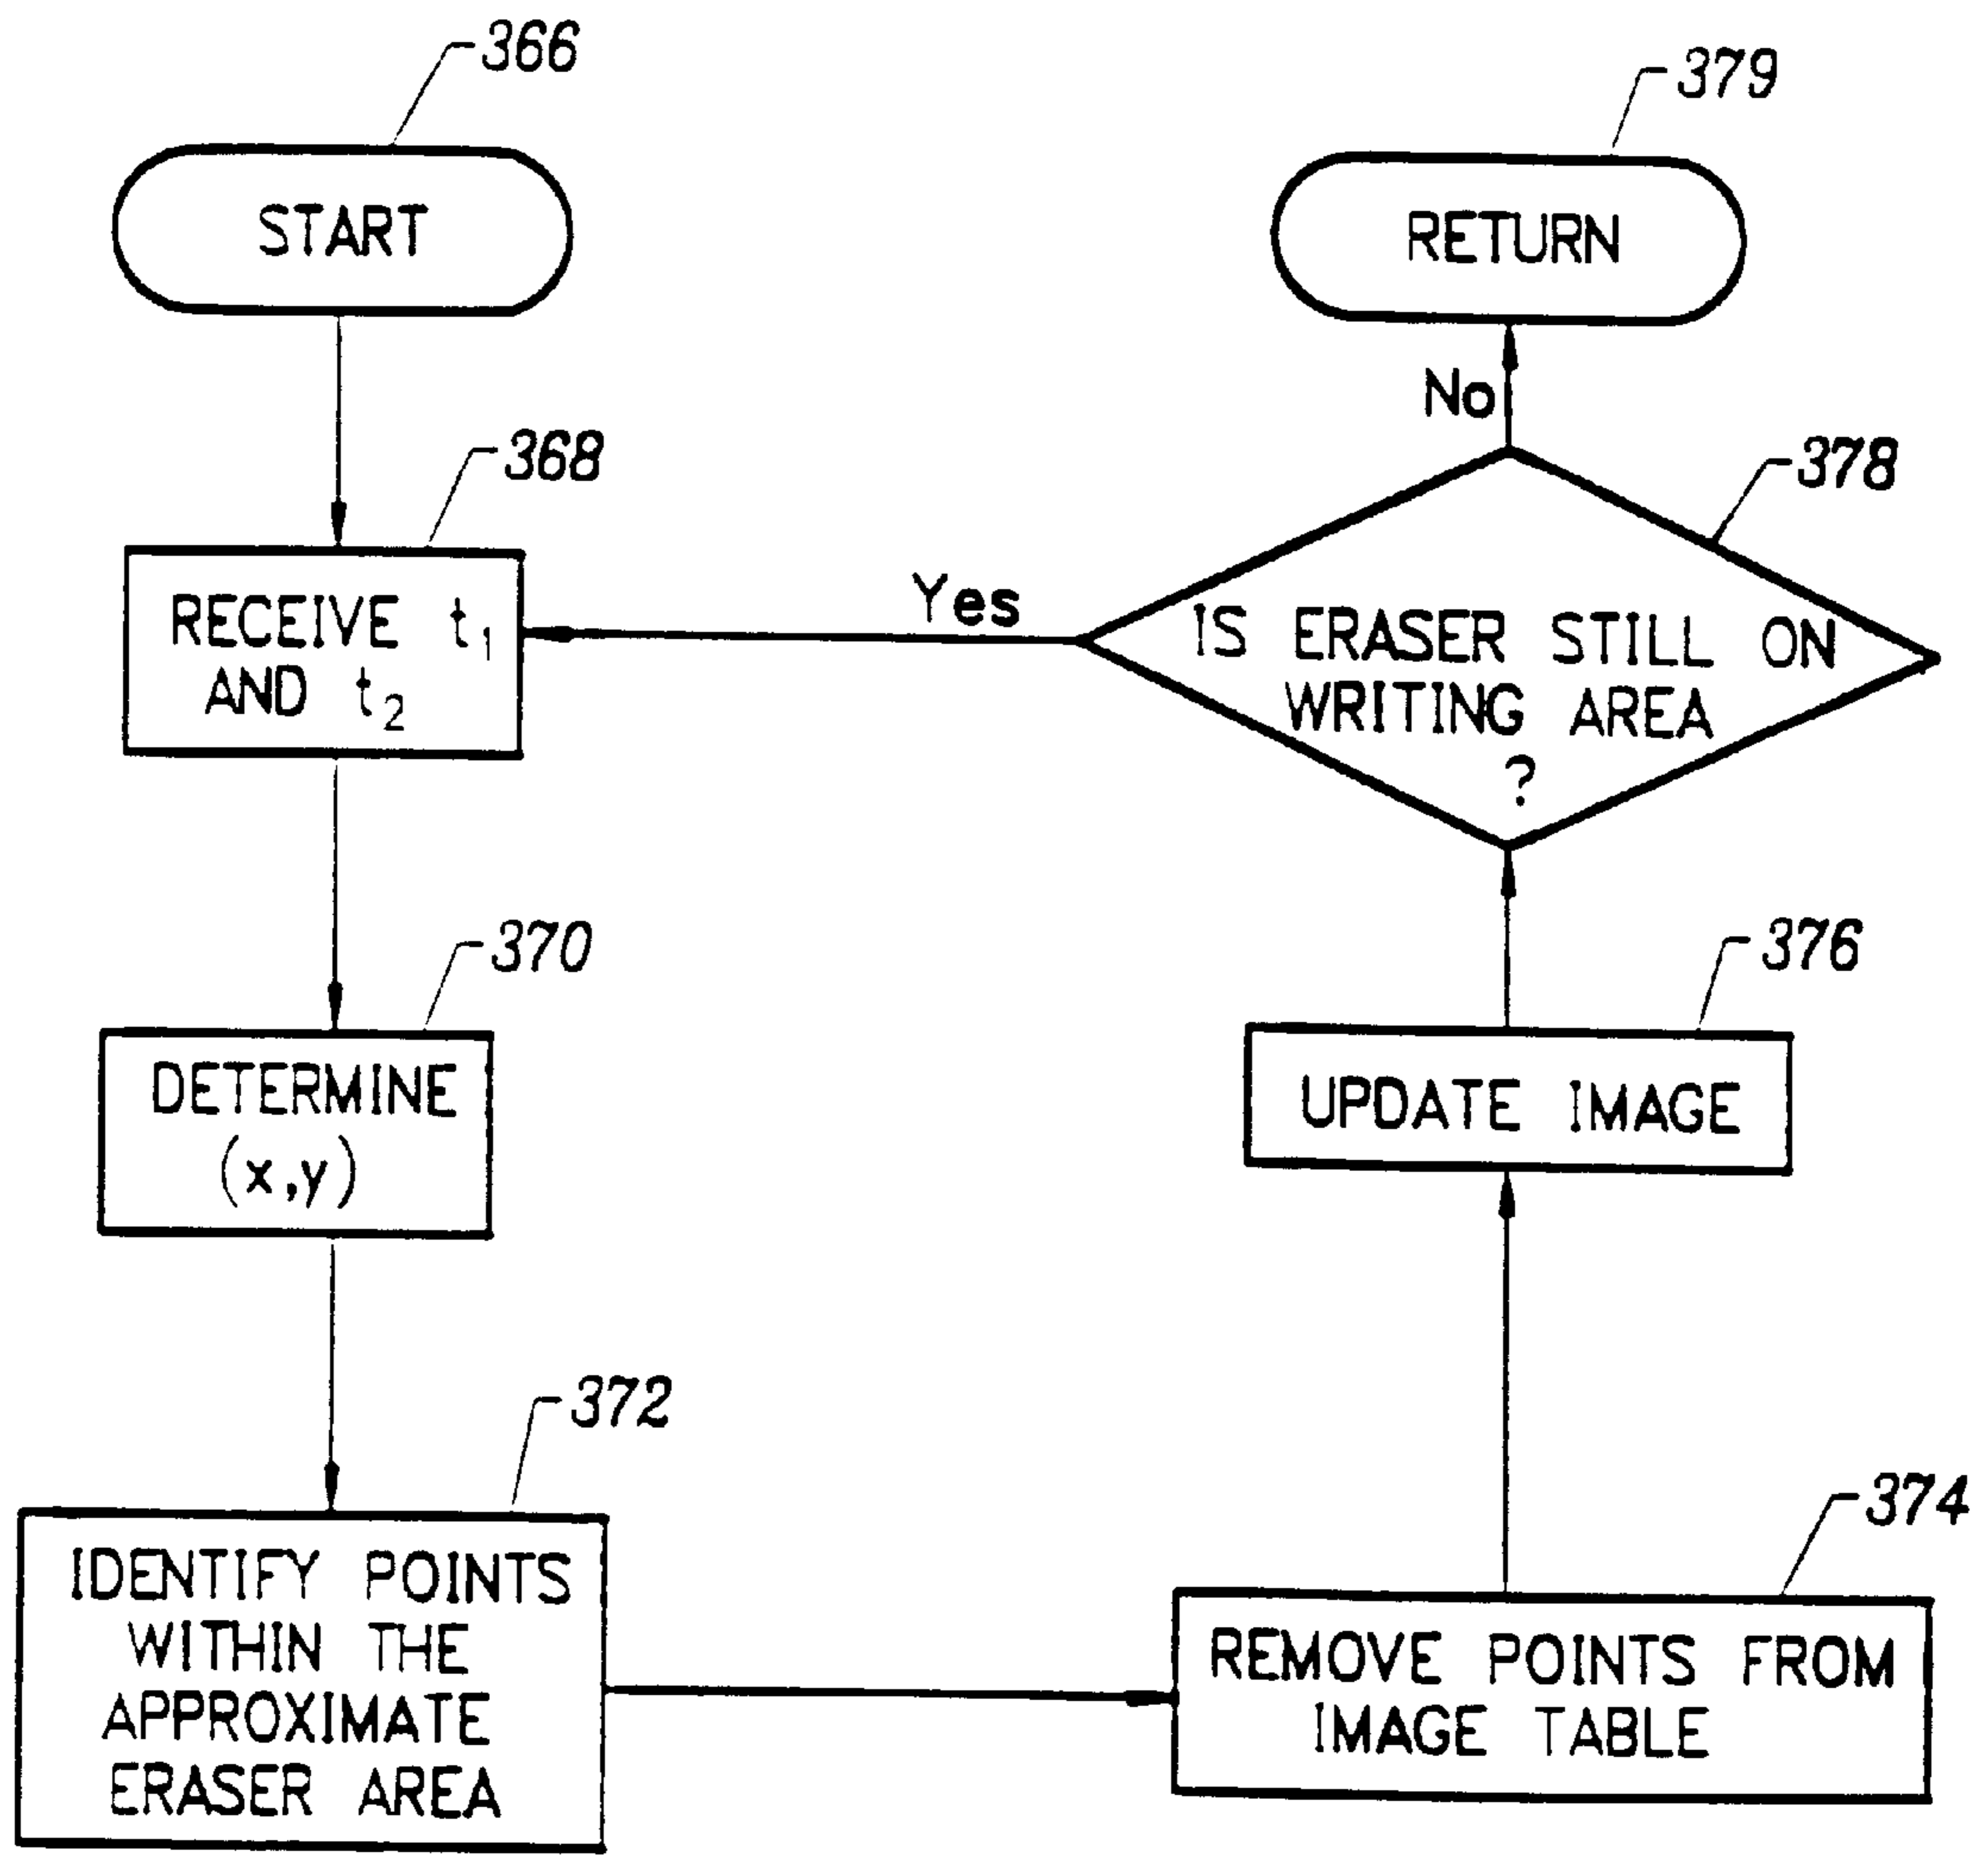 366
START
368
RECEIVE t₁
AND t₂
370
DETERMINE
(x,y)
372
IDENTIFY POINTS
WITHIN THE
APPROXIMATE
ERASER AREA
374
REMOVE POINTS FROM
IMAGE TABLE
376
UPDATE IMAGE
378
IS ERASER STILL ON
WRITING AREA
?
Yes
No
379
RETURN